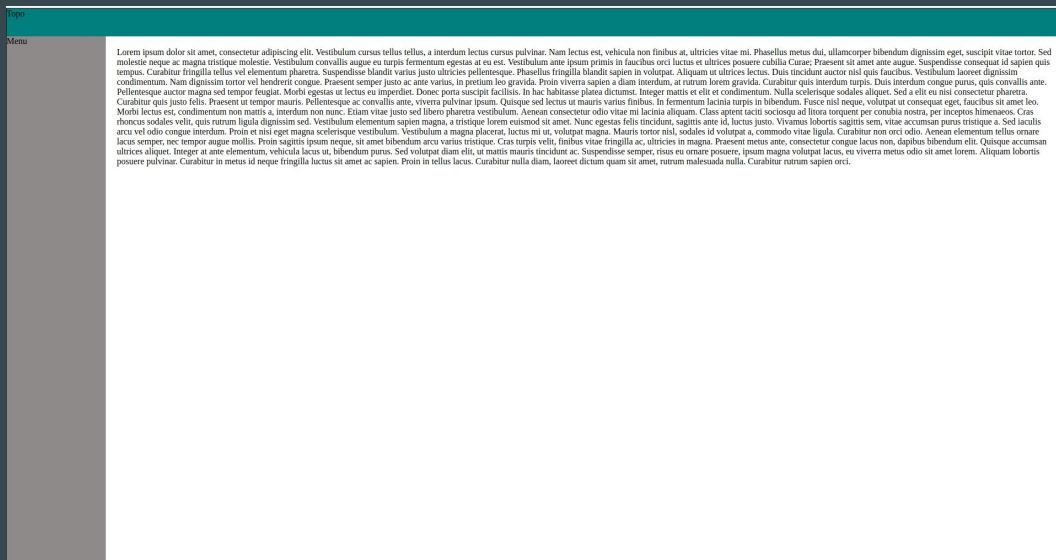 Topo
Menu
Lorem ipsum dolor sit amet, consectetur adipiscing elit. Vestibulum cursus tellus tellus, a interdum lectus cursus pulvinar. Nam lectus est, vehicula non finibus at, ultricies vitae mi. Phasellus metus dui, ullamcorper bibendum dignissim eget, suscipit vitae tortor. Sed
molestie neque ac magna tristique molestie. Vestibulum convallis augue eu turpis fermentum egestas at eu est. Vestibulum ante ipsum primis in faucibus orci luctus et ultrices posuere cubilia Curae; Praesent sit amet ante augue. Suspendisse consequat id sapien quis
tempus. Curabitur fringilla tellus vel elementum pharetra. Suspendisse blandit varius justo ultricies pellentesque. Phasellus fringilla blandit sapien in volutpat. Aliquam ut ultrices lectus. Duis tincidunt auctor nisl quis faucibus. Vestibulum laoreet dignissim
condimentum. Nam dignissim tortor vel hendrerit congue. Praesent semper justo ac ante ultricies varius, in pretium leo gravida. Proin viverra sapien a diam interdum, at rutrum lorem gravida. Curabitur quis interdum turpis. Duis interdum congue purus, quis convallis ante.
Pellentesque auctor magna sed tempor feugiat. Morbi egestas ut lectus eu imperdiet. Donec porta suscipit facilisis. In hac habitasse platea dictumst. Integer mattis et elit et condimentum. Nulla scelerisque sodales aliquet. Sed a elit eu nisi consectetur pharetra.
Curabitur quis justo felis. Praesent ut tempor mauris. Pellentesque ac convallis ante, viverra pulvinar ipsum. Quisque sed lectus ut mauris varius finibus. In fermentum lacinia turpis in bibendum. Fusce nisl neque, volutpat ut consequat eget, faucibus sit amet leo.
Morbi lectus est, condimentum non mattis a, interdum non nunc. Etiam vitae justo sed libero pharetra vestibulum. Aenean consectetur odio vitae mi lacinia aliquam. Class aptent taciti sociosqu ad litora torquent per conubia nostra, per inceptos himenaeos. Cras
rhoncus sodales velit, quis rutrum ligula dignissim sed. Vestibulum elementum sapien magna, a tristique lorem euismod sit amet. Nunc egestas felis tincidunt, sagittis ante id, luctus justo. Vivamus lobortis sagittis sem, vitae accumsan purus tristique a. Sed iaculis
arcu vel odio congue interdum. Proin et nisi eget magna scelerisque vestibulum. Vestibulum a magna placerat, luctus mi ut, volutpat magna. Mauris tortor nisl, sodales id volutpat a, commodo vitae ligula. Curabitur non orci odio. Aenean elementum tellus ornare
lacus semper, nec tempor augue mollis. Proin sagittis ipsum neque, sit amet bibendum arcu varius tristique. Cras turpis velit, finibus vitae fringilla ac, ultricies in magna. Praesent metus ante, consectetur congue lacus non, dapibus bibendum elit. Quisque accumsan
ultrices aliquet. Integer at ante elementum, vehicula lacus ut, bibendum purus. Sed volutpat diam elit, ut mattis mauris tincidunt ac. Suspendisse semper, risus eu ornare posuere, ipsum magna volutpat lacus, eu viverra metus odio sit amet lorem. Aliquam lobortis
posuere pulvinar. Curabitur in metus id neque fringilla luctus sit amet ac sapien. Proin in tellus lacus. Curabitur nulla diam, laoreet dictum quam sit amet, rutrum malesuada nulla. Curabitur rutrum sapien orci.